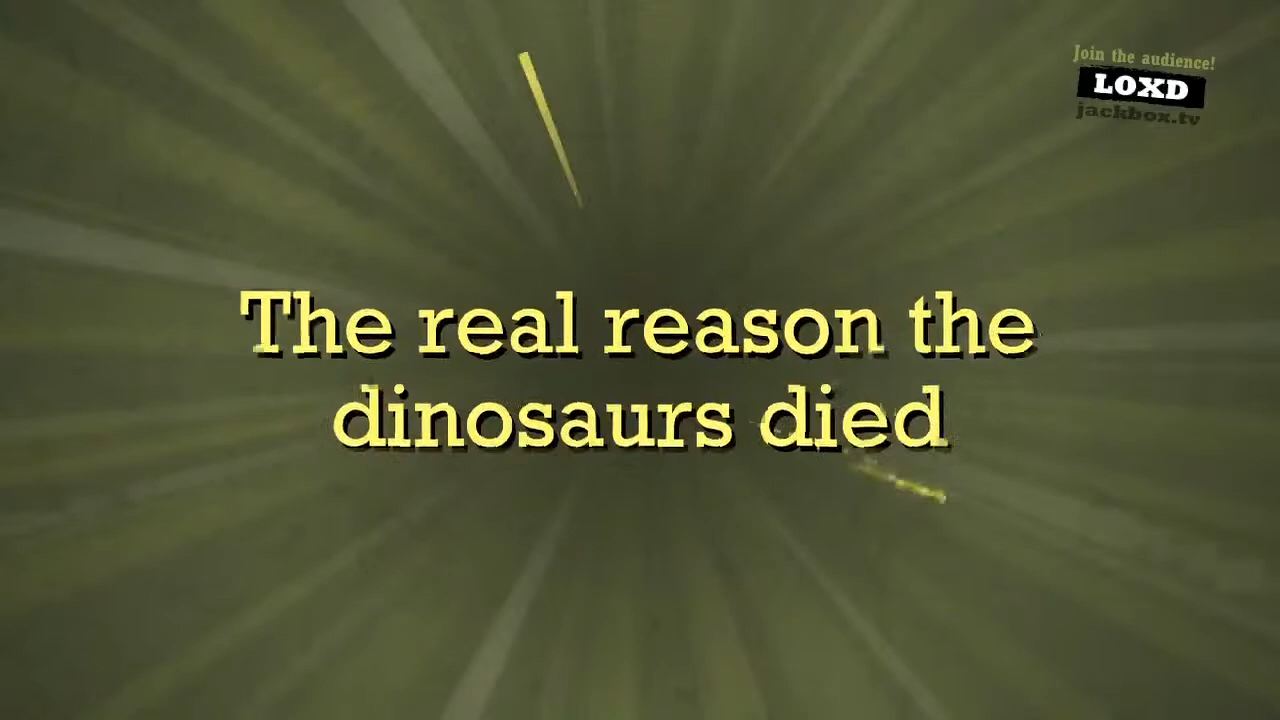 Join the audience!
LOXD
jackbox.tv
The real reason the
dinosaurs died